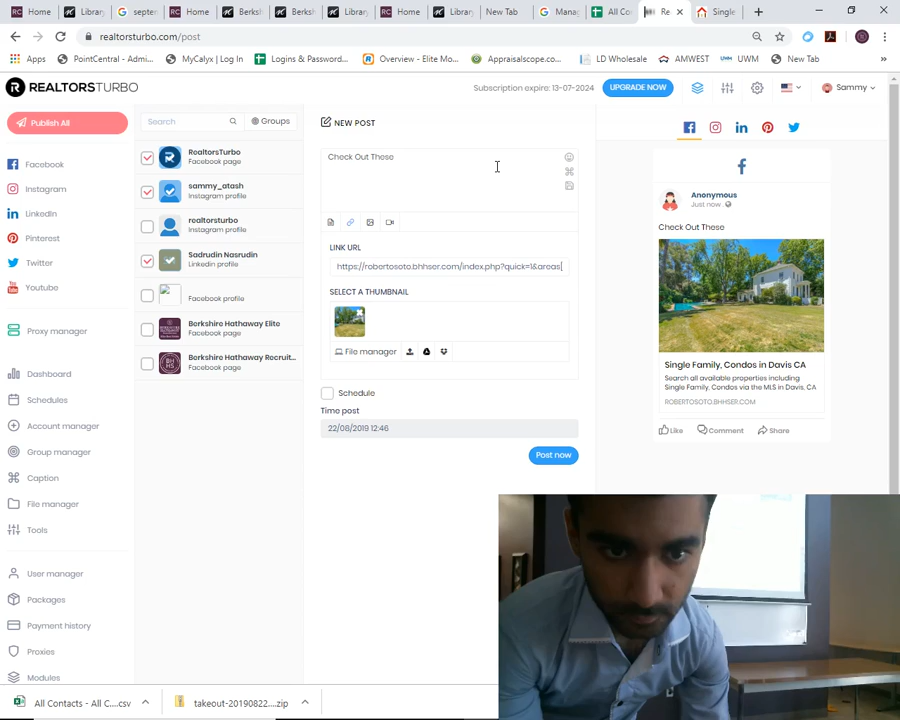 Home
Library
septem
Home
Berksh
Berksh
Library
Home
Library
New Tab
Manag
All Co
Re
Single
realtorsturbo.com/post
Apps
PointCentral - Admi...
MyCalyx | Log In
Logins & Password...
Overview - Elite Mo...
Appraisalscope.co...
LD Wholesale
AMWEST
UWM
New Tab
REALTORSTURBO
Subscription expire: 13-07-2024
UPGRADE NOW
Sammy
Publish All
Facebook
Instagram
LinkedIn
Pinterest
Twitter
Youtube
Proxy manager
Dashboard
Schedules
Account manager
Group manager
Caption
File manager
Tools
User manager
Packages
Payment history
Proxies
Modules
Search
Groups
RealtorsTurbo
Facebook page
sammy_atash
Instagram profile
realtorsturbo
Instagram profile
Sadrudin Nasrudin
Linkedin profile
Facebook profile
Berkshire Hathaway Elite
Facebook page
Berkshire Hathaway Recruit...
Facebook page
NEW POST
Check Out These
LINK URL
https://robertosoto.bhhser.com/index.php?quick=1&areas[
SELECT A THUMBNAIL
File manager
Schedule
Time post
22/08/2019 12:46
Post now
Anonymous
Just now
Check Out These
Single Family, Condos in Davis CA
Search all available properties including
Single Family, Condos via the MLS in Davis, CA
ROBERTOSOTO.BHHSER.COM
Like
Comment
Share
All Contacts - All C....csv
takeout-20190822....zip